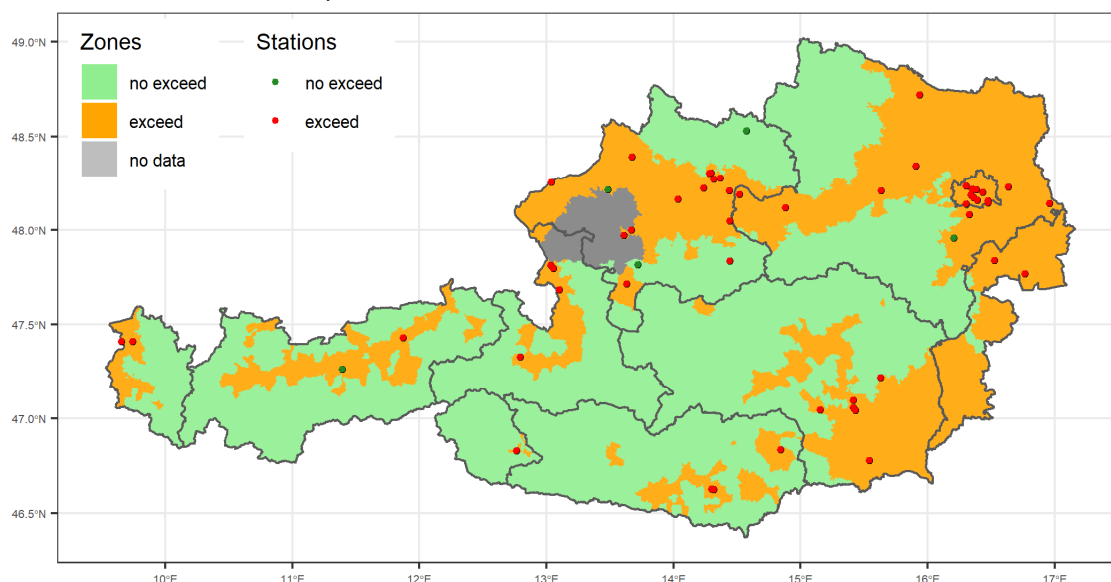 Zones
no exceed
exceed
no data
Stations
no exceed
exceed
49.0°N
48.5°N
48.0°N
47.5°N
47.0°N
46.5°N
10°E 11°E 12°E 13°E 14°E 15°E 16°E 17°E